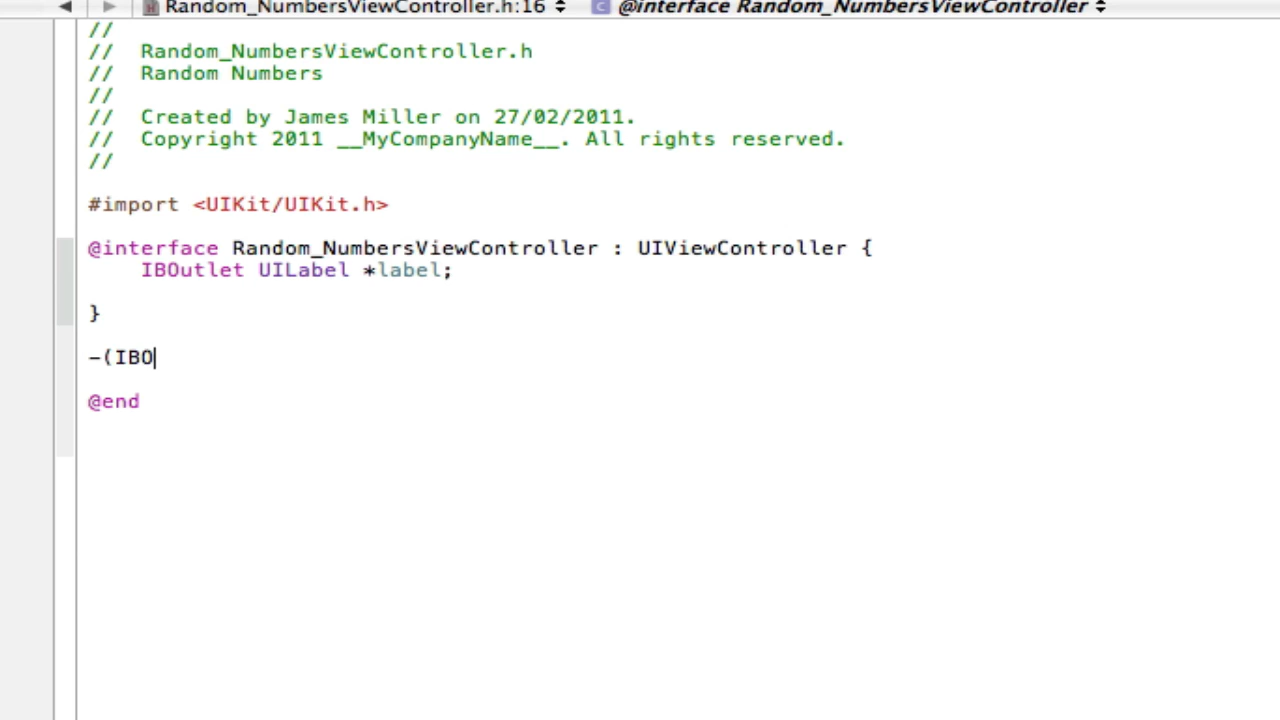 Random_NumbersViewController.h:16 @interface Random_NumbersViewController
//
// Random_NumbersViewController.h
// Random Numbers
//
// Created by James Miller on 27/02/2011.
// Copyright 2011 __MyCompanyName__. All rights reserved.
//
#import <UIKit/UIKit.h>
@interface Random_NumbersViewController : UIViewController {
IBOutlet UILabel *label;
}
-(IBO
@end